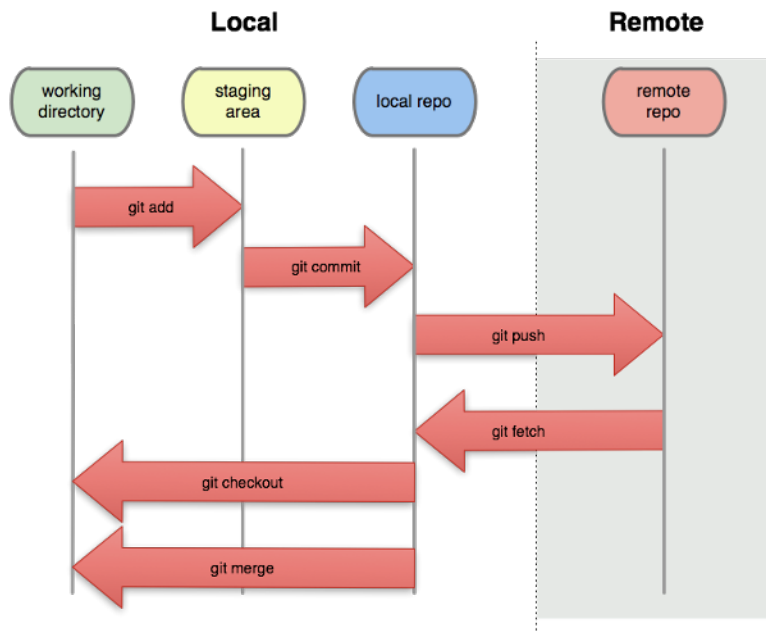 Local
Remote
working
directory
staging
area
local repo
remote
repo
git add
git commit
git push
git fetch
git checkout
git merge